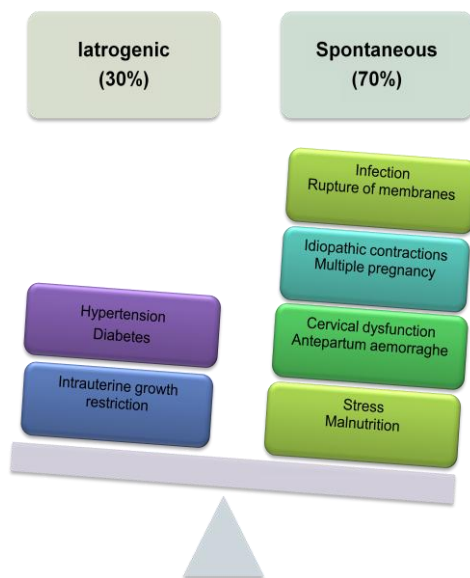 Iatrogenic
(30%)
Spontaneous
(70%)
Infection
Rupture of membranes
Idiopathic contractions
Multiple pregnancy
Cervical dysfunction
Antepartum aemorraghe
Stress
Malnutrition
Hypertension
Diabetes
Intrauterine growth
restriction